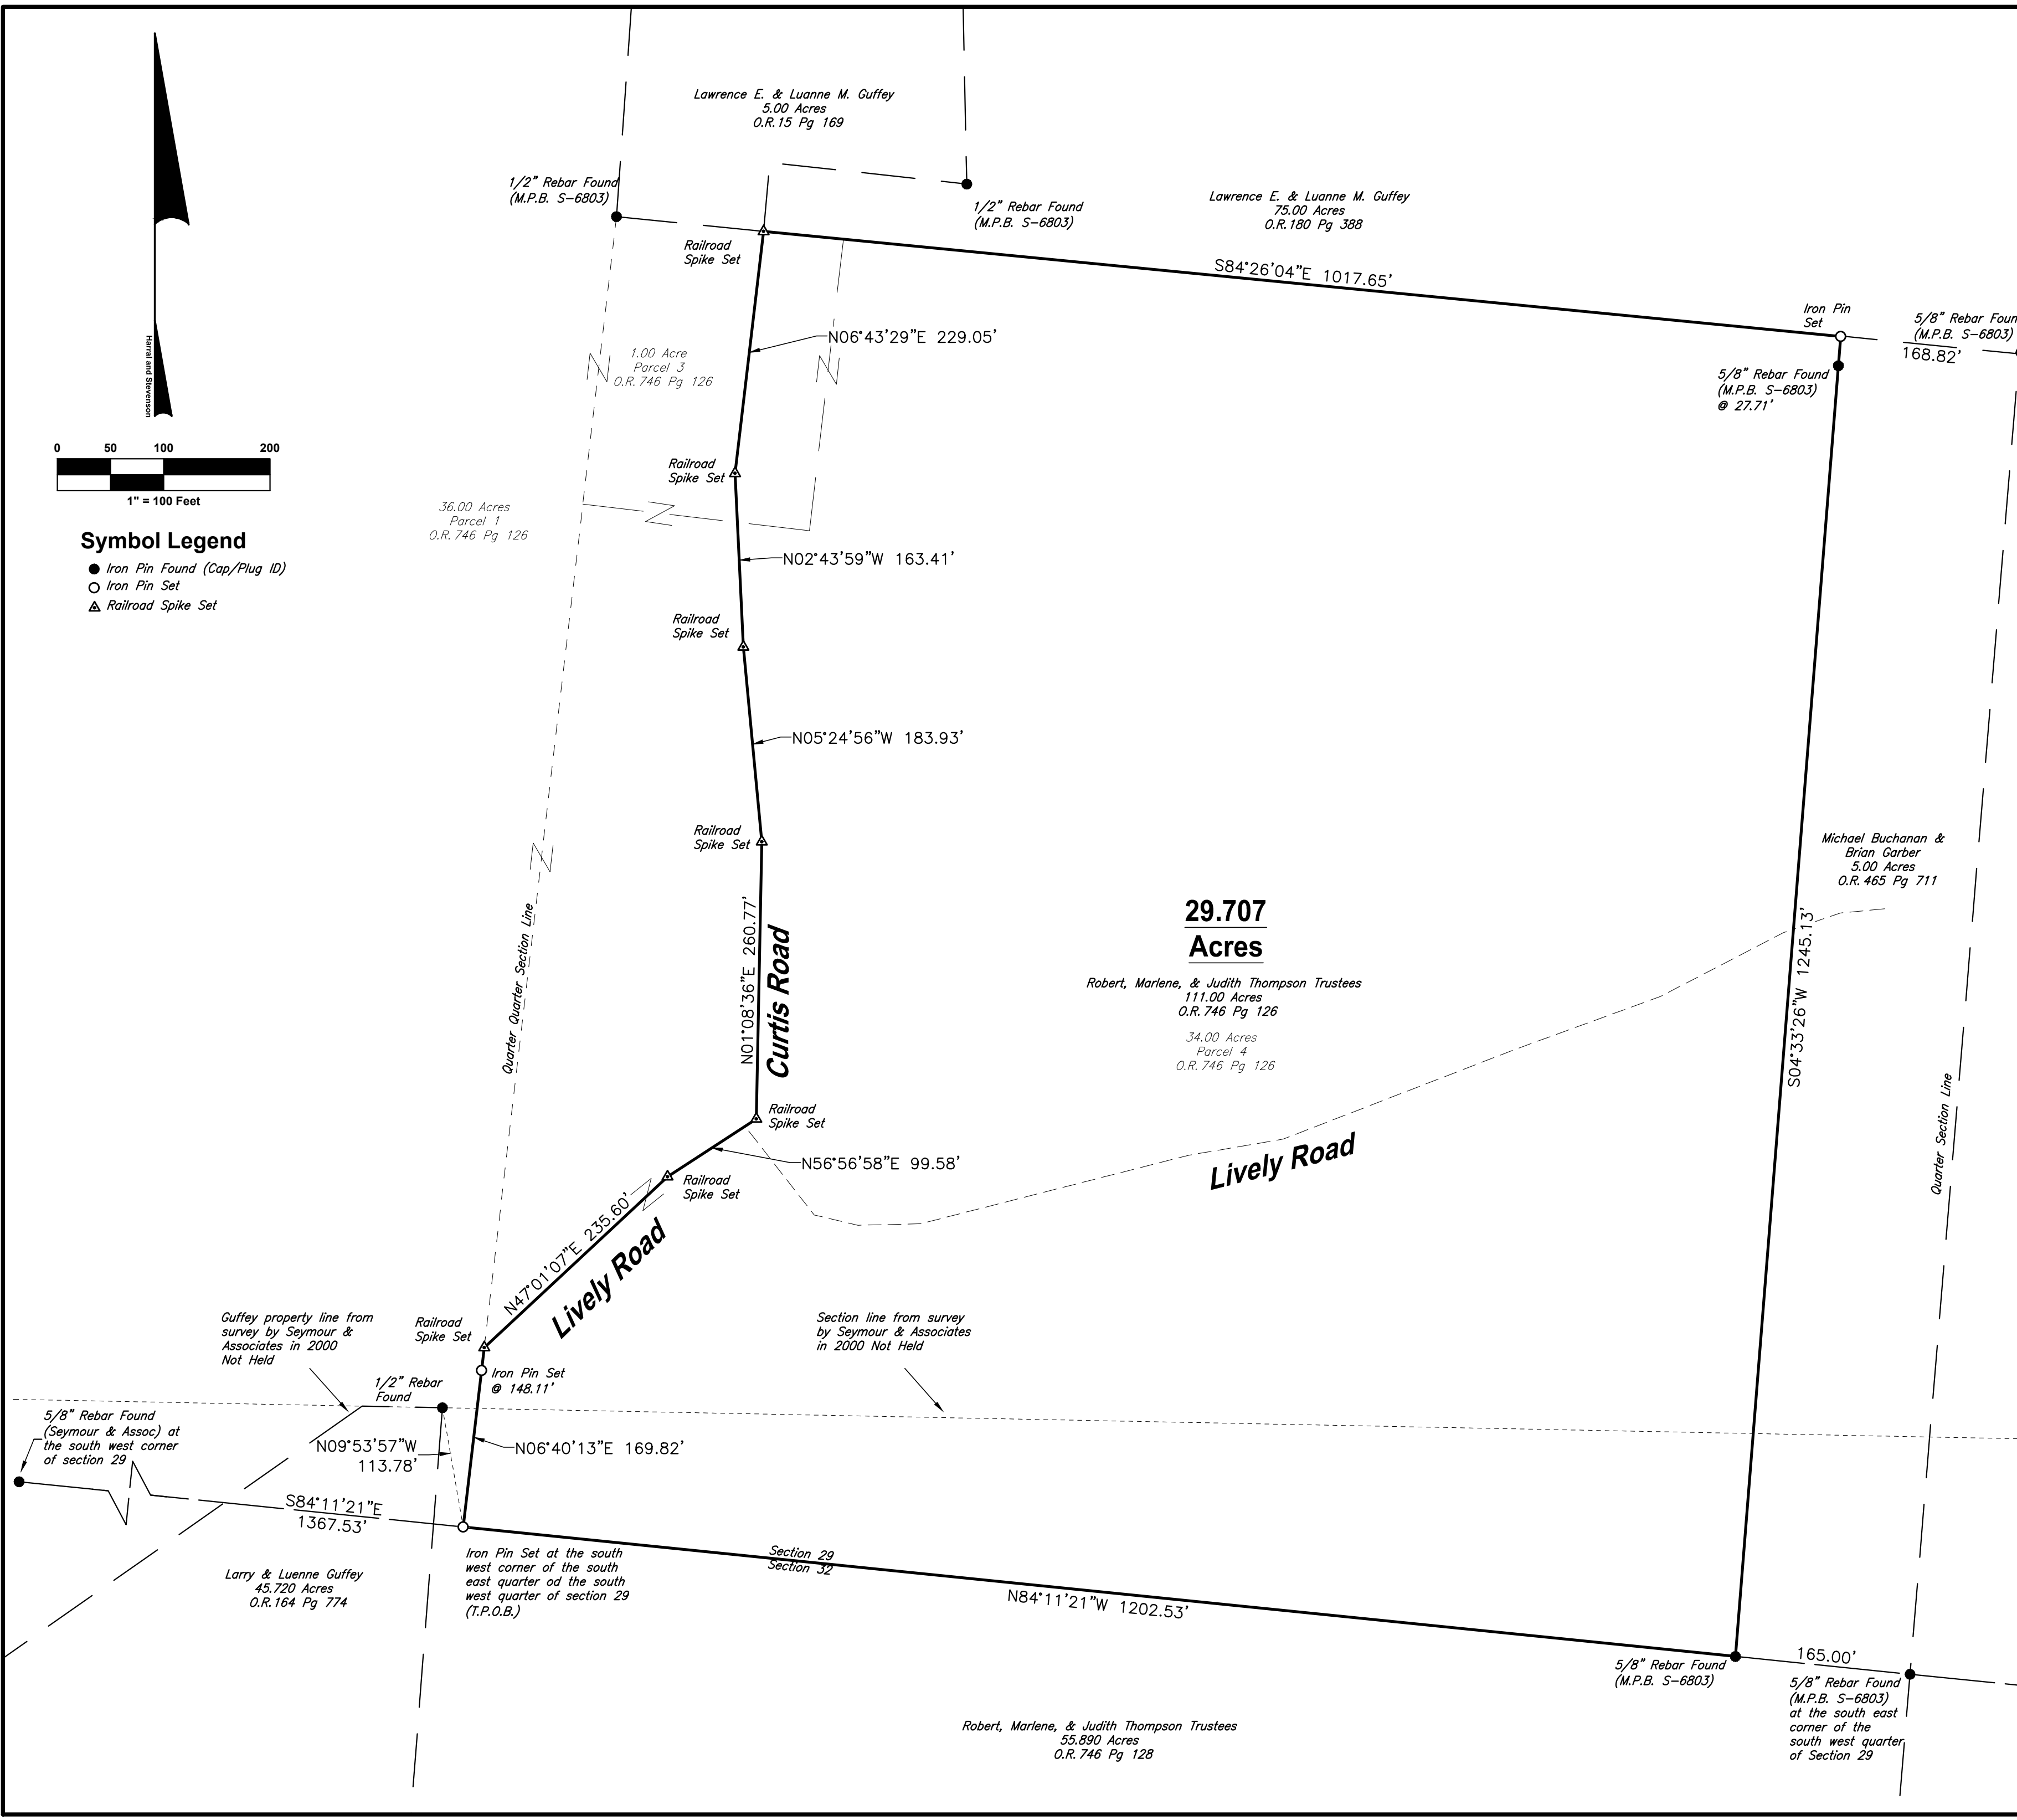 Lawrence E. & Luanne M. Guffey
5.00 Acres
O.R.15 Pg 169
1/2" Rebar Found
(M.P.B. S-6803)
1/2" Rebar Found
(M.P.B. S-6803)
Lawrence E. & Luanne M. Guffey
75.00 Acres
O.R.180 Pg 388
Railroad
Spike Set
S84°26'04"E 1017.65'
Iron Pin
Set
5/8" Rebar Foun
(M.P.B. S-6803)
168.82'
5/8" Rebar Found
(M.P.B. S-6803)
@ 27.71'
Harral and Stevenson
N06°43'29"E 229.05'
1.00 Acre
Parcel 3
O.R. 746 Pg 126
0 50 100 200
1" = 100 Feet
Railroad
Spike Set
36.00 Acres
Parcel 1
O.R. 746 Pg 126
Symbol Legend
Iron Pin Found (Cap/Plug ID)
Iron Pin Set
Railroad Spike Set
N02°43'59"W 163.41'
Railroad
Spike Set
N05°24'56"W 183.93'
Railroad
Spike Set
Michael Buchanan &
Brian Garber
5.00 Acres
O.R. 465 Pg 711
29.707
Acres
Robert, Marlene, & Judith Thompson Trustees
111.00 Acres
O.R. 746 Pg 126
34.00 Acres
Parcel 4
O.R. 746 Pg 126
Quarter Quarter Section Line
N01°08'36"E 260.77'
Curtis Road
S04°33'26"W 1245.13'
Quarter Section Line
Railroad
Spike Set
N56°56'58"E 99.58'
Lively Road
Railroad
Spike Set
N47°01'07"E 235.60'
Lively Road
Guffey property line from
survey by Seymour &
Associates in 2000
Not Held
Railroad
Spike Set
Section line from survey
by Seymour & Associates
in 2000 Not Held
Iron Pin Set
@ 148.11'
1/2" Rebar
Found
5/8" Rebar Found
(Seymour & Assoc) at
the south west corner
of section 29
N09°53'57"W
113.78'
N06°40'13"E 169.82'
S84°11'21"E
1367.53'
Iron Pin Set at the south
west corner of the south
east quarter od the south
west quarter of section 29
(T.P.O.B.)
Section 29
Section 32
Larry & Luenne Guffey
45.720 Acres
O.R.164 Pg 774
N84°11'21"W 1202.53'
5/8" Rebar Found
(M.P.B. S-6803)
165.00'
5/8" Rebar Found
(M.P.B. S-6803)
at the south east
corner of the
south west quarter
of Section 29
Robert, Marlene, & Judith Thompson Trustees
55.890 Acres
O.R. 746 Pg 128